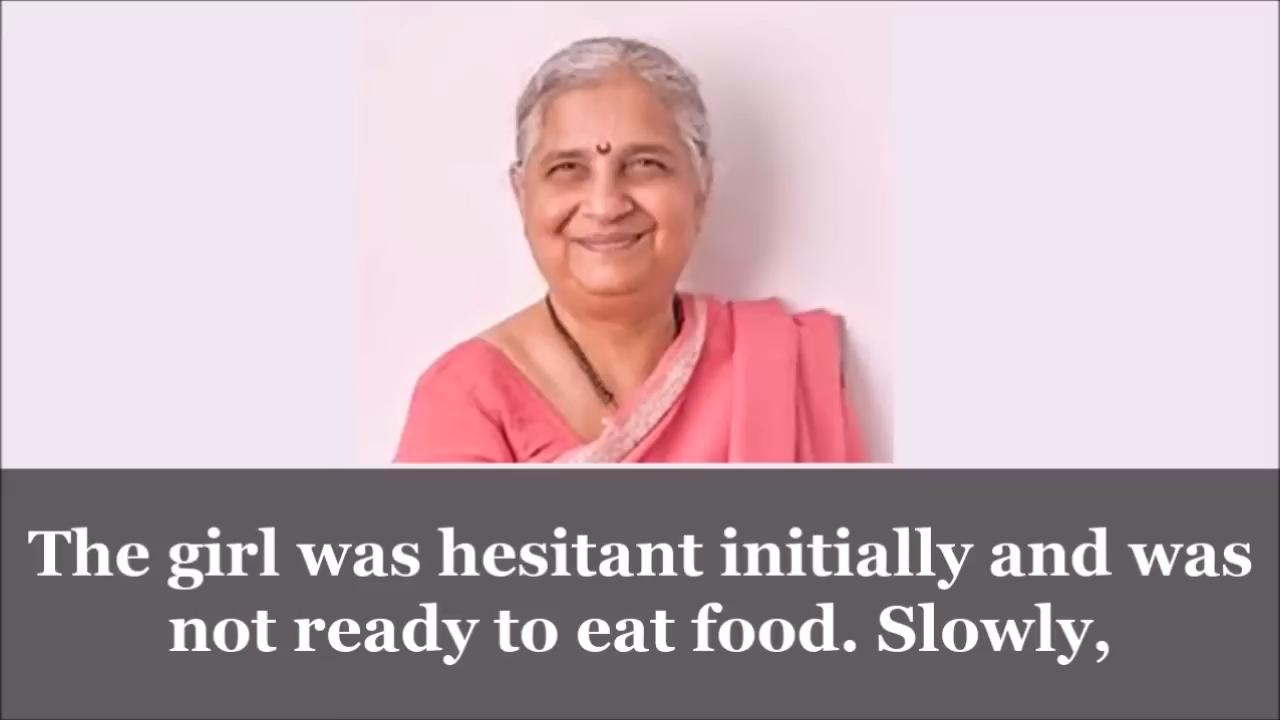 The girl was hesitant initially and was
not ready to eat food. Slowly,